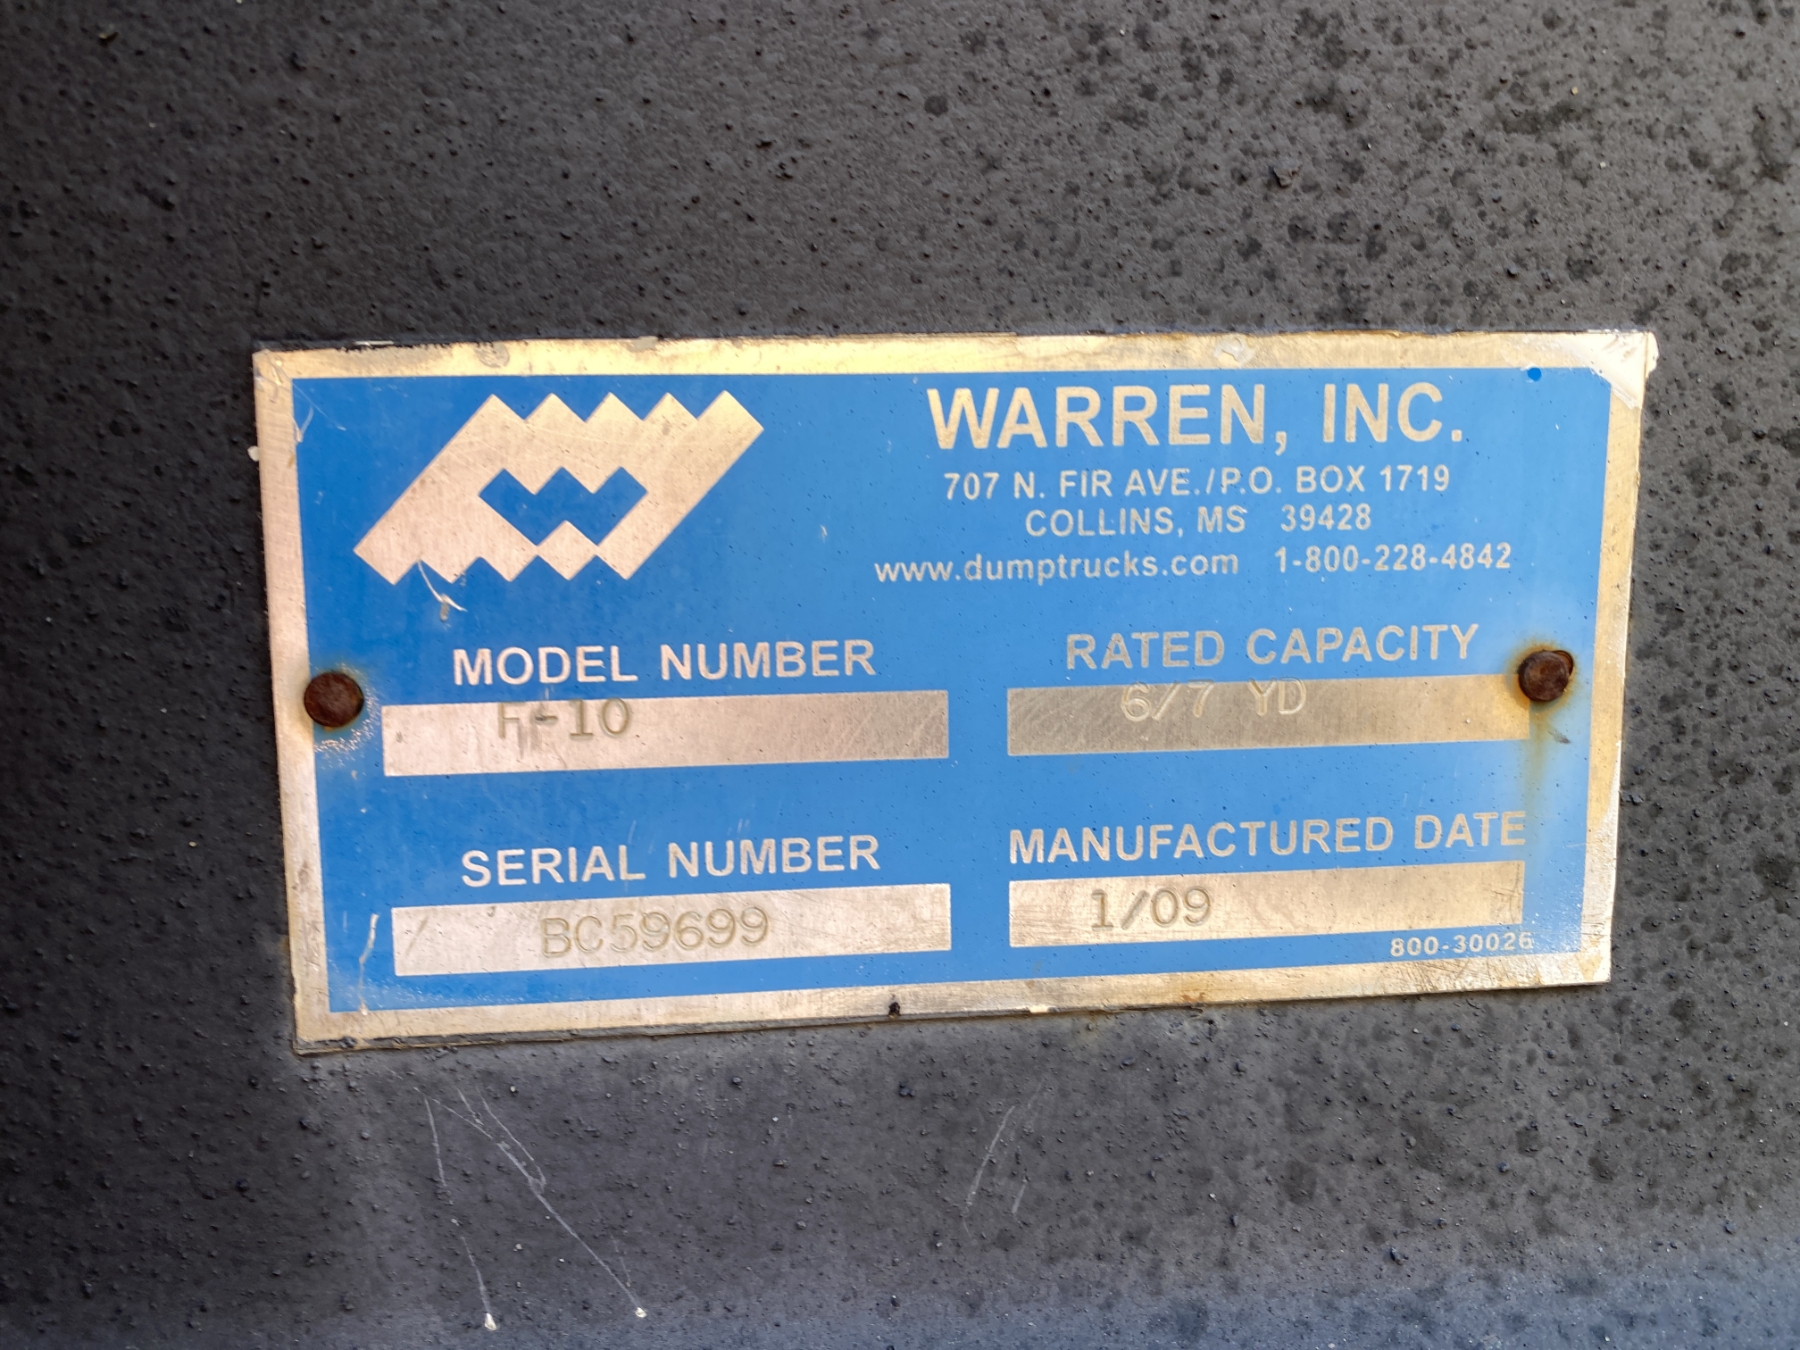 WARREN, INC.
707 N. FIR AVE./P.O. BOX 1719
COLLINS, MS 39428
www.dumptrucks.com 1-800-228-4842
MODEL NUMBER
RATED CAPACITY
6/7 YD
SERIAL NUMBER
BC59699
MANUFACTURED DATE
1/09
800-30026